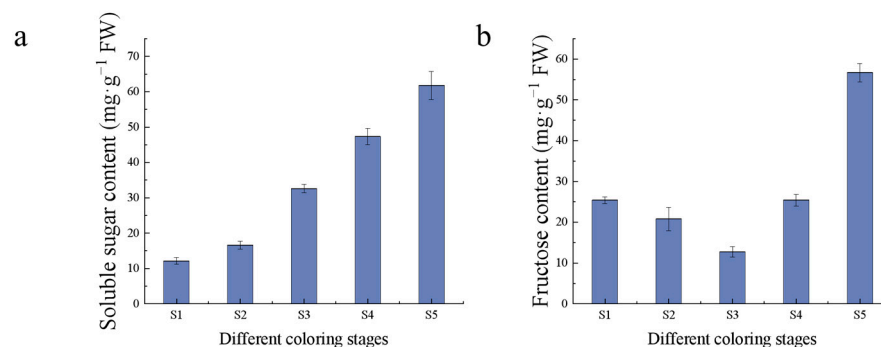 a
Soluble sugar content (mg·g⁻¹ FW)
70
60
50
40
30
20
10
0
S1 S2 S3 S4 S5
Different coloring stages
b
Fructose content (mg·g⁻¹ FW)
60
50
40
30
20
10
0
S1 S2 S3 S4 S5
Different coloring stages